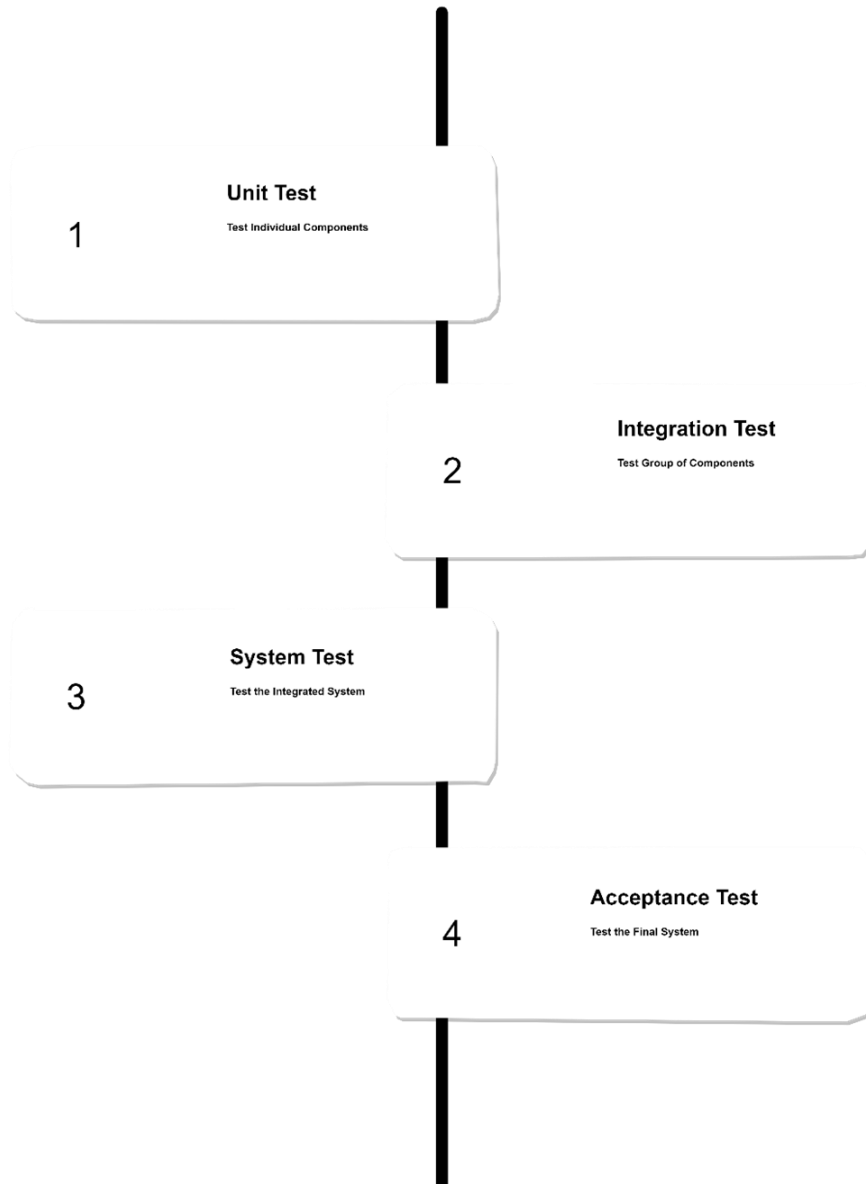 Unit Test
1
Test Individual Components
Integration Test
2
Test Group of Components
System Test
3
Test the Integrated System
Acceptance Test
4
Test the Final System